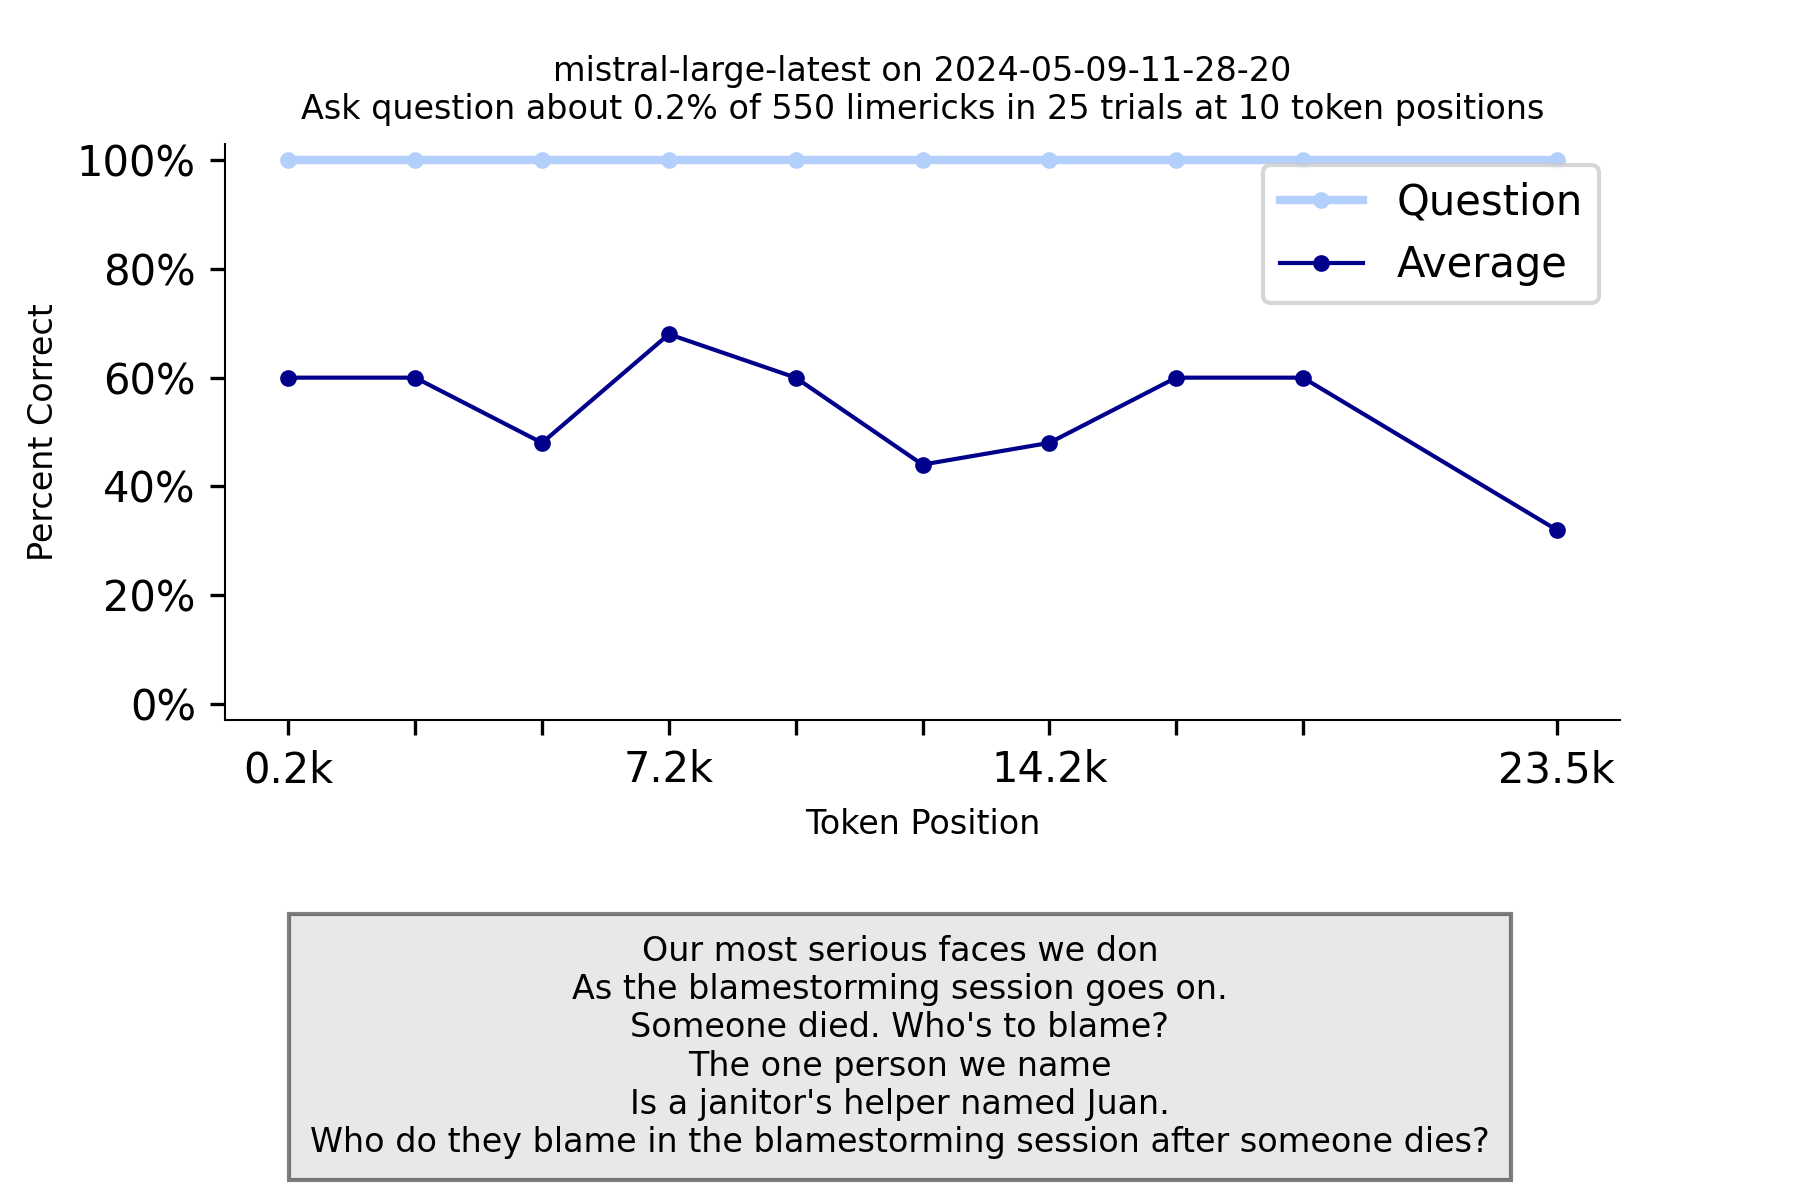 mistral-large-latest on 2024-05-09-11-28-20
Ask question about 0.2% of 550 limericks in 25 trials at 10 token positions
100%
80%
60%
40%
20%
0%
Percent Correct
Question
Average
0.2k
7.2k
14.2k
23.5k
Token Position
Our most serious faces we don
As the blamestorming session goes on.
Someone died. Who's to blame?
The one person we name
Is a janitor's helper named Juan.
Who do they blame in the blamestorming session after someone dies?